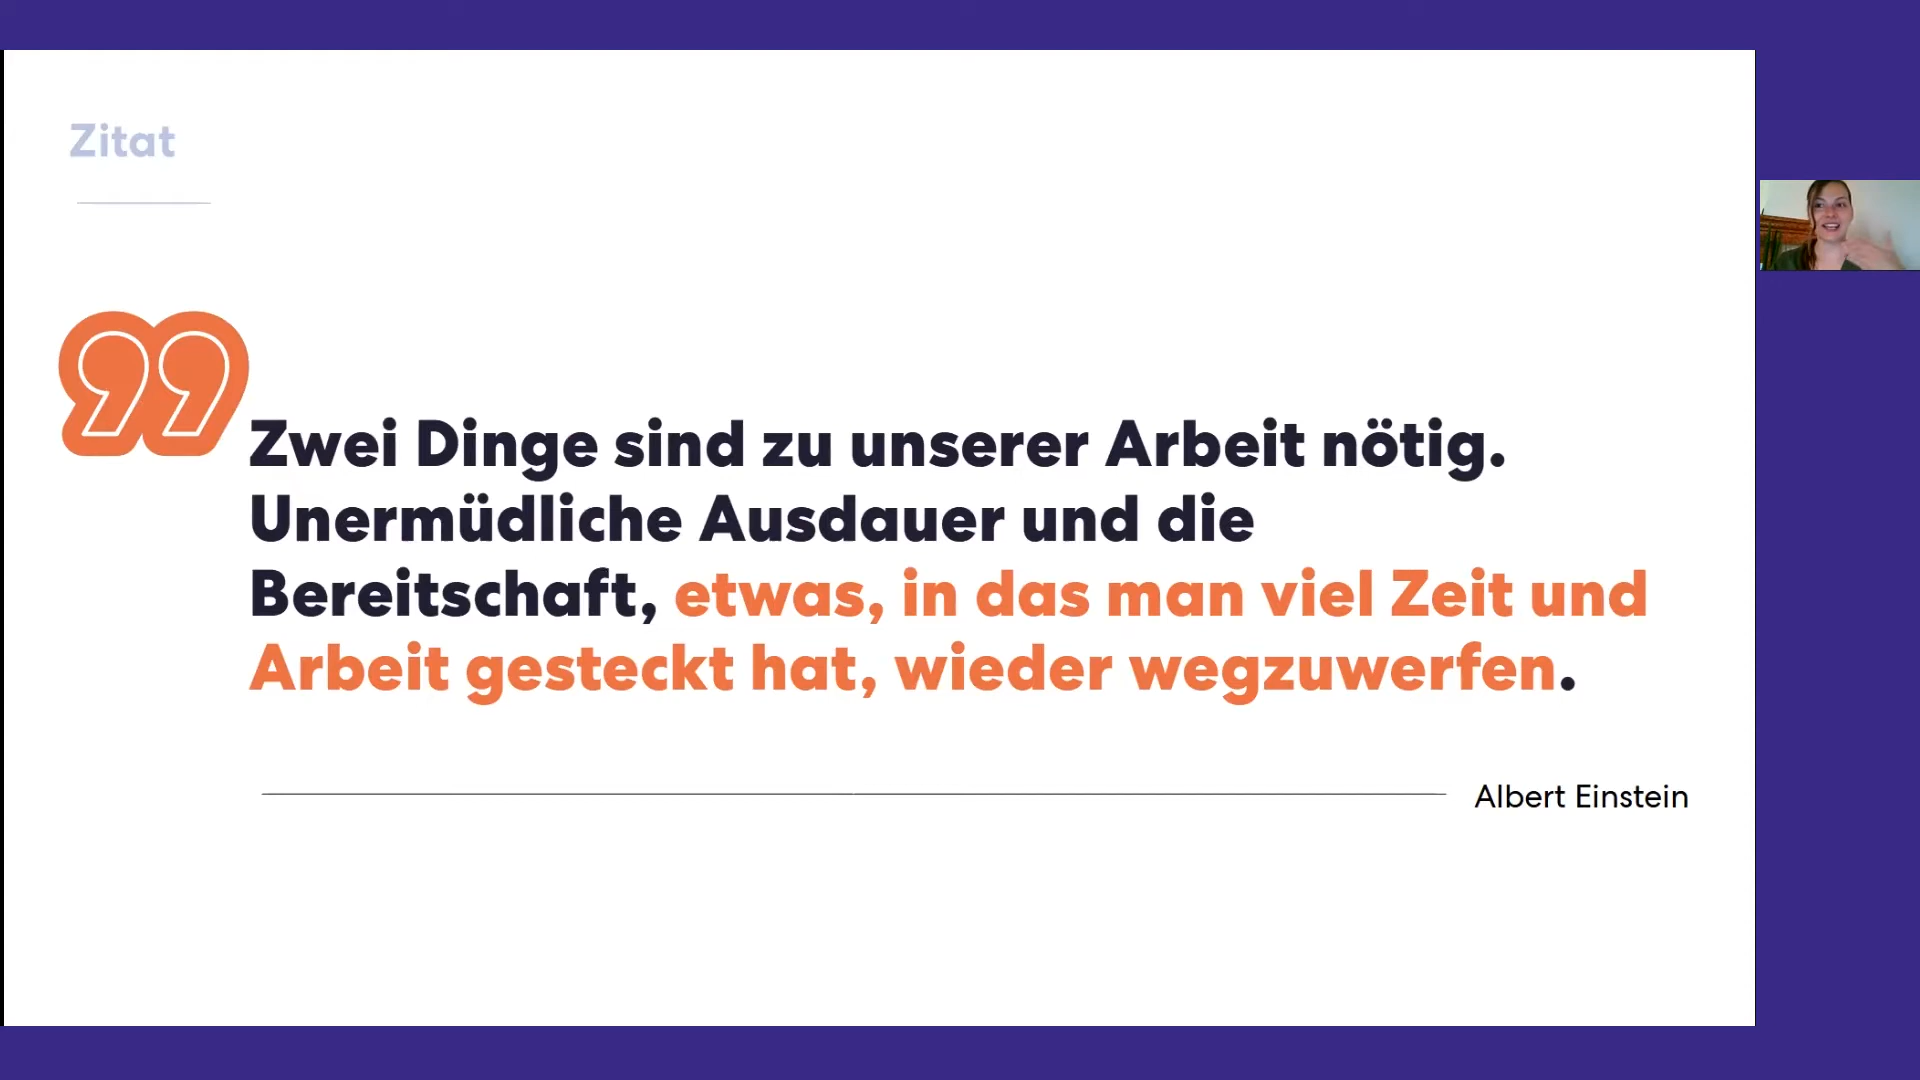 Zitat
Zwei Dinge sind zu unserer Arbeit nötig.
Unermüdliche Ausdauer und die
Bereitschaft, etwas, in das man viel Zeit und
Arbeit gesteckt hat, wieder wegzuwerfen.
Albert Einstein